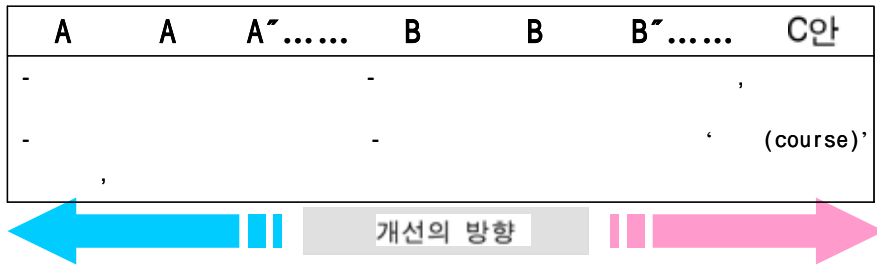 A A A˝…… B B B˝…… C안
- - ,
- - ‘ (course)’
,
개선의 방향